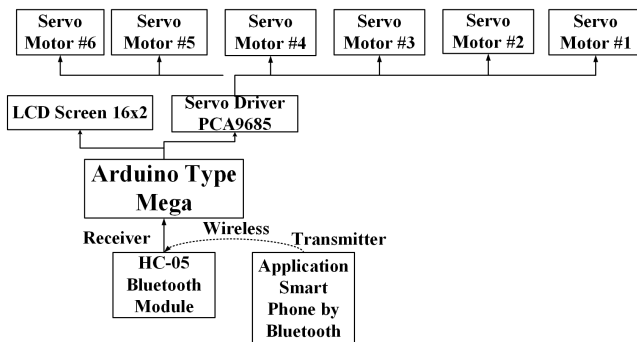 Servo
Motor #6
Servo
Motor #5
Servo
Motor #4
Servo
Motor #3
Servo
Motor #2
Servo
Motor #1
LCD Screen 16x2
Servo Driver
PCA9685
Arduino Type
Mega
Wireless
Receiver
Transmitter
HC-05
Bluetooth
Module
Application
Smart
Phone by
Bluetooth